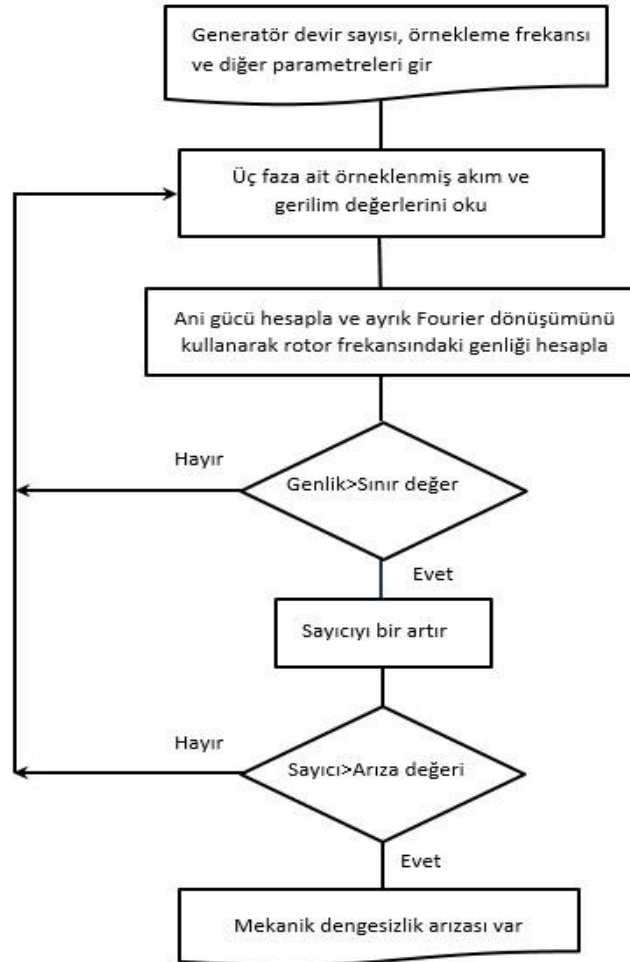 Generatör devir sayısı, örnekleme frekansı
ve diğer parametreleri gir
Üç faza ait örneklenmiş akım ve
gerilim değerlerini oku
Ani gücü hesapla ve ayrık Fourier dönüşümünü
kullanarak rotor frekansındaki genliği hesapla
Hayır
Genlik>Sınır değer
Evet
Sayıcıyı bir artır
Hayır
Sayıcı>Arıza değeri
Evet
Mekanik dengesizlik arızası var